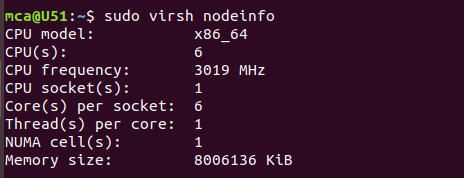 mca@U51:~$ sudo virsh nodeinfo
CPU model:           x86_64
CPU(s):              6
CPU frequency:       3019 MHz
CPU socket(s):       1
Core(s) per socket:  6
Thread(s) per core:  1
NUMA cell(s):        1
Memory size:         8006136 KiB